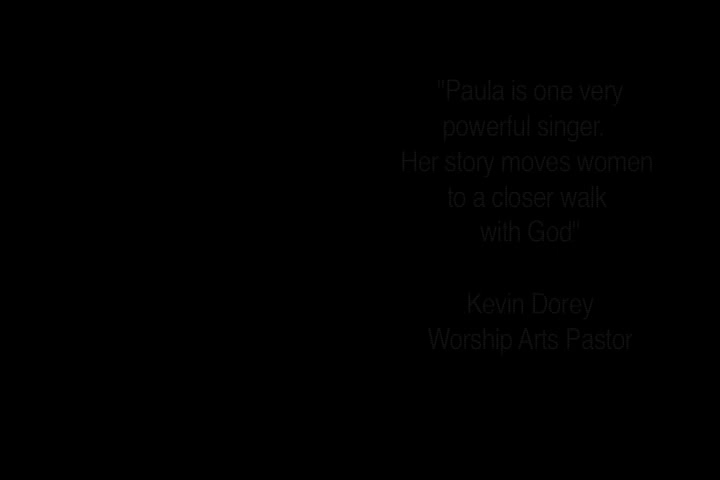 "Paula is one very
powerful singer.
Her story moves women
to a closer walk
with God"
Kevin Dorey
Worship Arts Pastor